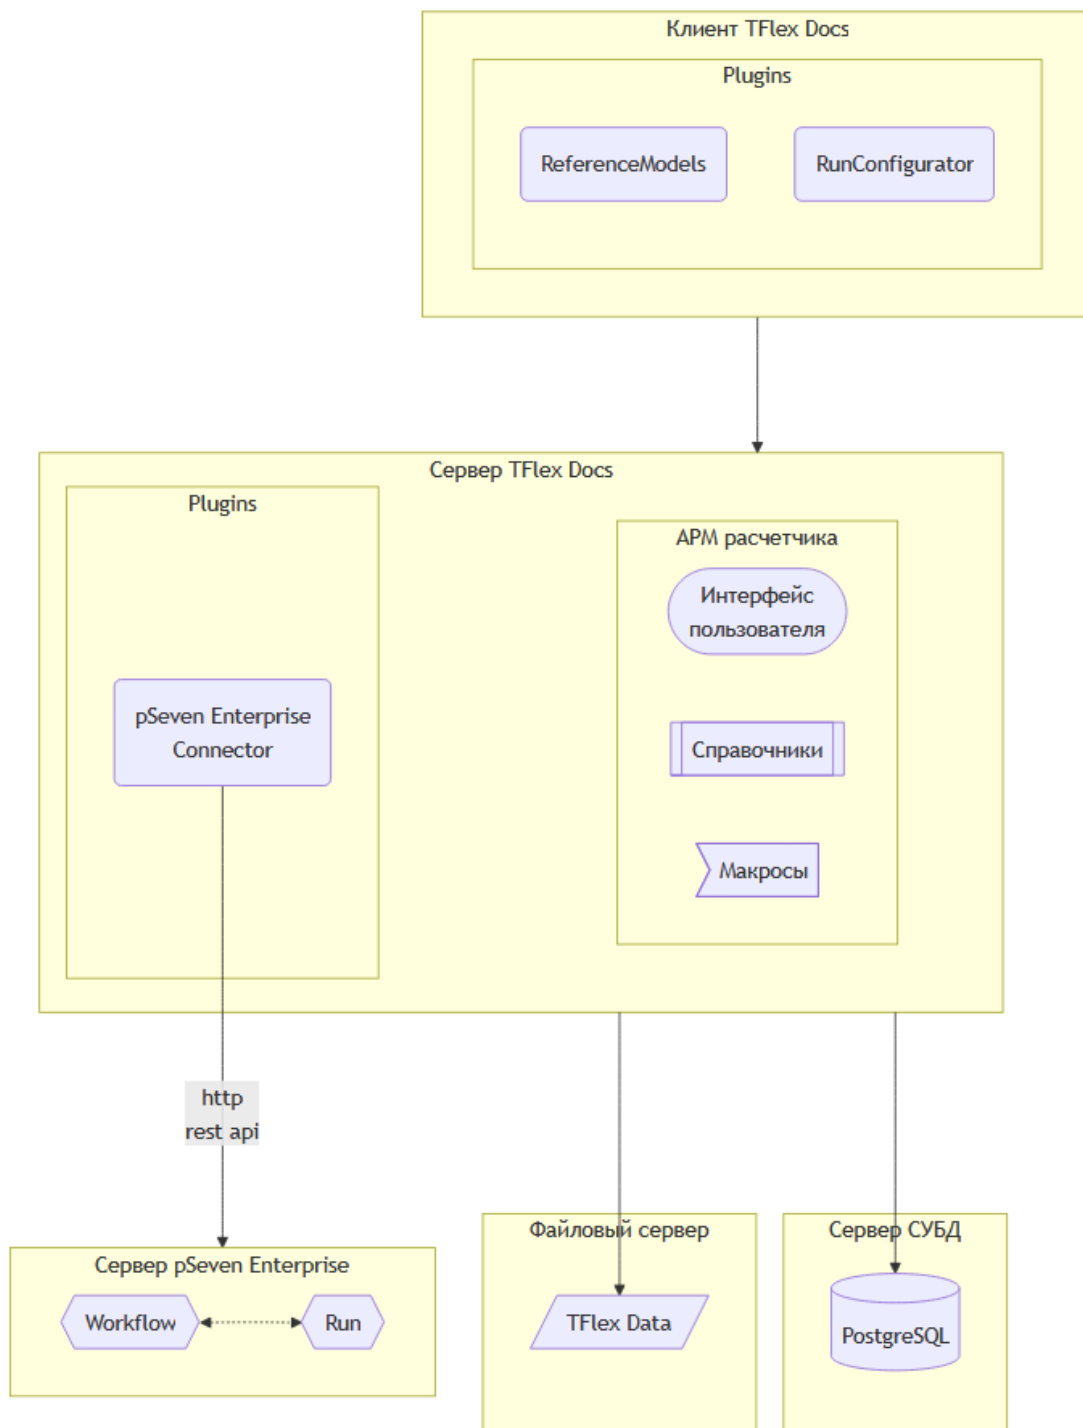 Клиент TFlex Docs
Plugins
ReferenceModels
RunConfigurator
Сервер TFlex Docs
Plugins
АРМ расчетчика
Интерфейс
пользователя
pSeven Enterprise
Connector
Справочники
Макросы
http
rest api
Файловый сервер
Сервер СУБД
Сервер pSeven Enterprise
Workflow
Run
TFlex Data
PostgreSQL